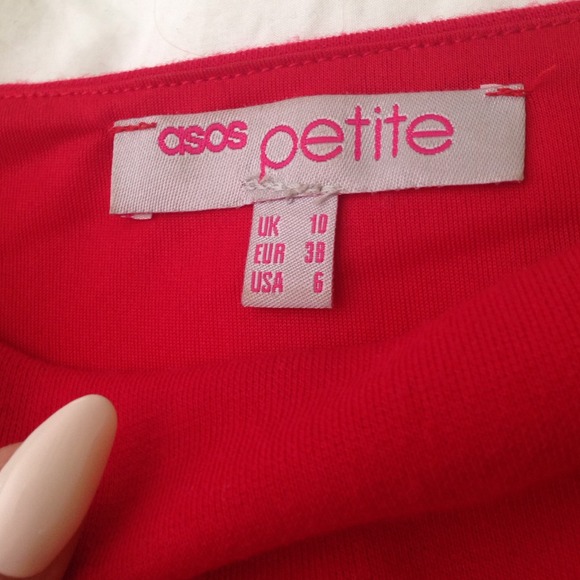 asos petite
UK 10
EUR 38
USA 6